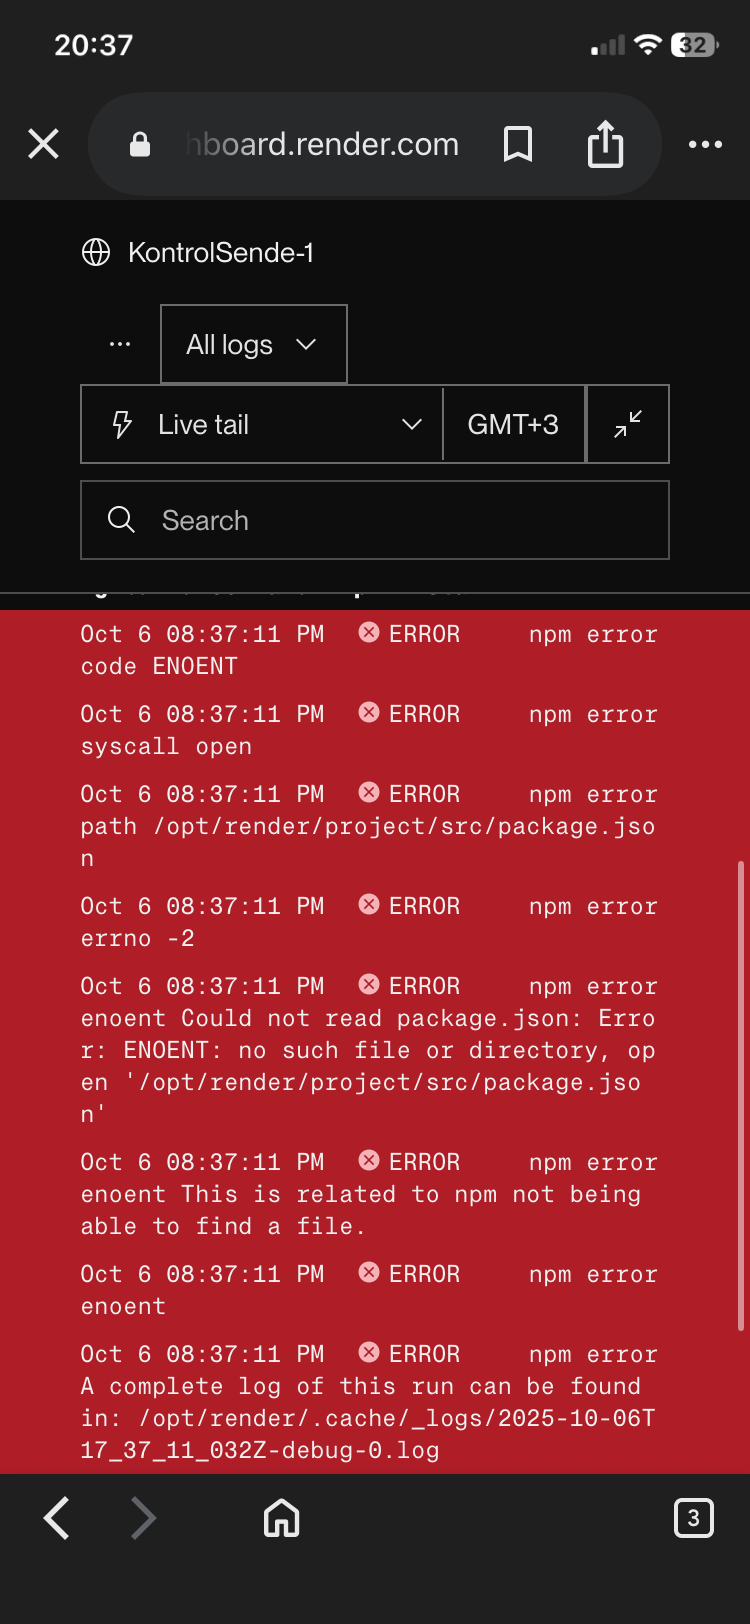 20:37
32
hboard.render.com
KontrolSende-1
... All logs
Live tail GMT+3
Search
Oct 6 08:37:11 PM ERROR npm error
code ENOENT
Oct 6 08:37:11 PM ERROR npm error
syscall open
Oct 6 08:37:11 PM ERROR npm error
path /opt/render/project/src/package.jso
n
Oct 6 08:37:11 PM ERROR npm error
errno -2
Oct 6 08:37:11 PM ERROR npm error
enoent Could not read package.json: Erro
r: ENOENT: no such file or directory, op
en '/opt/render/project/src/package.jso
n'
Oct 6 08:37:11 PM ERROR npm error
enoent This is related to npm not being
able to find a file.
Oct 6 08:37:11 PM ERROR npm error
enoent
Oct 6 08:37:11 PM ERROR npm error
A complete log of this run can be found
in: /opt/render/.cache/_logs/2025-10-06T
17_37_11_032Z-debug-0.log
3